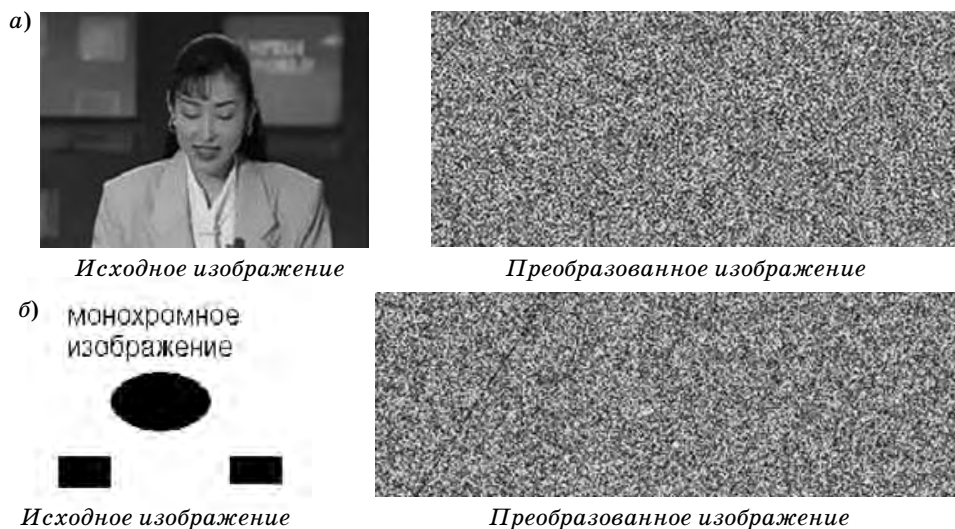 а)
Исходное изображение
Преобразованное изображение
б)
монохромное
изображение
Исходное изображение
Преобразованное изображение